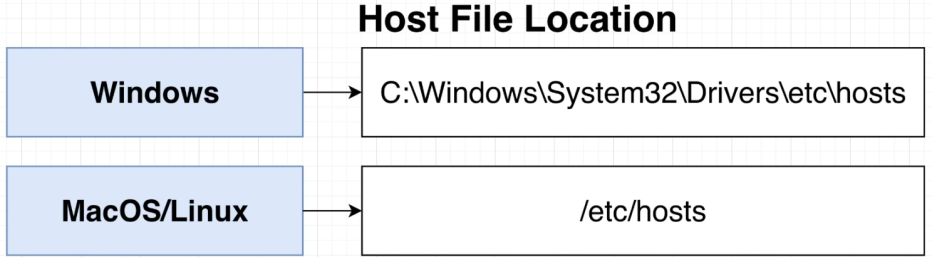 Host File Location
Windows
C:\Windows\System32\Drivers\etc\hosts
MacOS/Linux
/etc/hosts